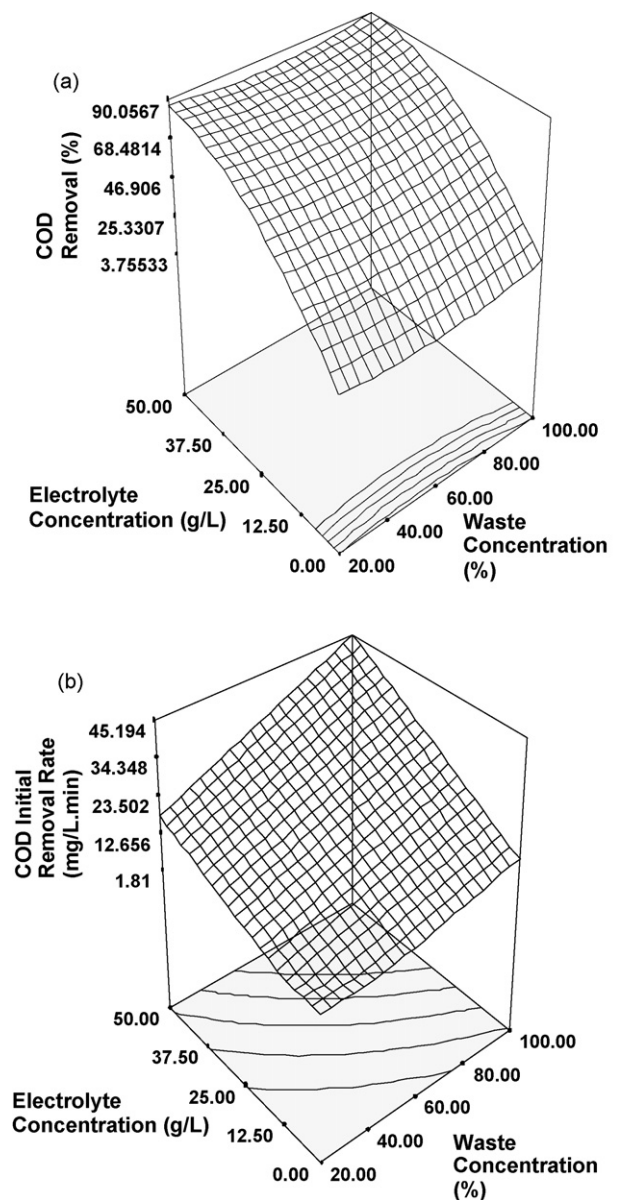 (a)
90.0567
68.4814
46.906
25.3307
3.75533
COD
Removal (%)
50.00
37.50
25.00
12.50
0.00
Electrolyte
Concentration (g/L)
100.00
80.00
60.00
40.00
20.00
Waste
Concentration
(%)
(b)
45.194
34.348
23.502
12.656
1.81
COD Initial
Removal Rate
(mg/L.min)
50.00
37.50
25.00
12.50
0.00
Electrolyte
Concentration (g/L)
100.00
80.00
60.00
40.00
20.00
Waste
Concentration
(%)